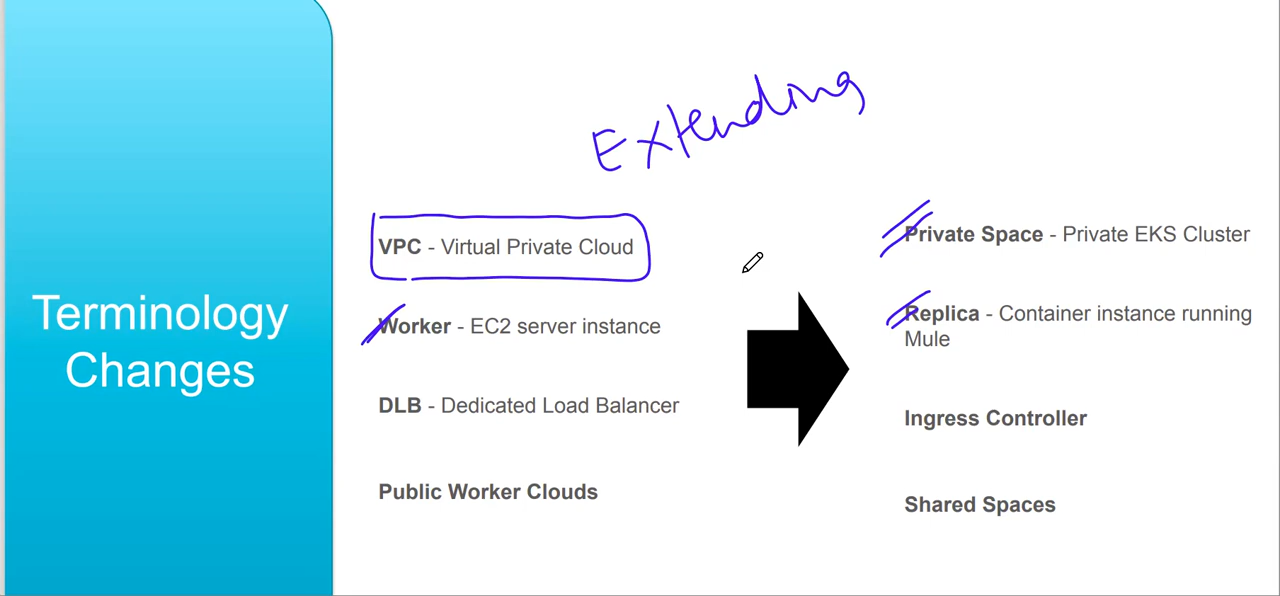 Terminology
Changes
Extending
VPC - Virtual Private Cloud
Worker - EC2 server instance
DLB - Dedicated Load Balancer
Public Worker Clouds
Private Space - Private EKS Cluster
Replica - Container instance running
Mule
Ingress Controller
Shared Spaces